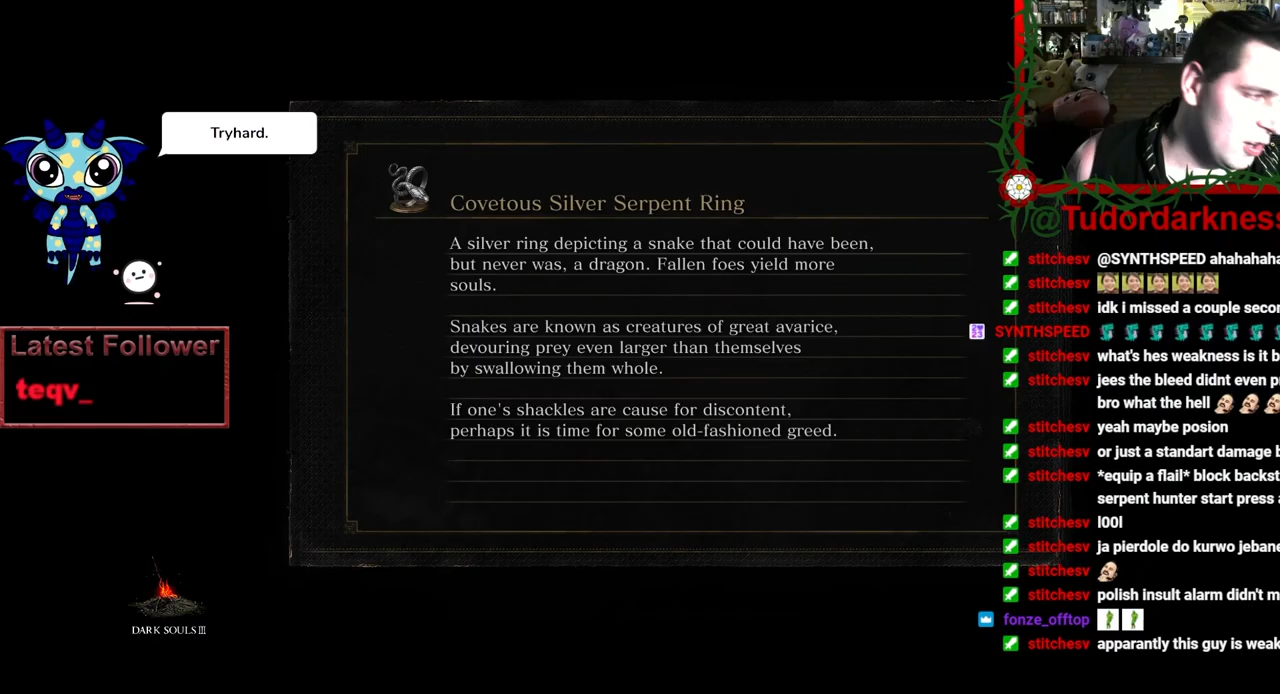 Tryhard.
Covetous Silver Serpent Ring
A silver ring depicting a snake that could have been,
but never was, a dragon. Fallen foes yield more
souls.
Snakes are known as creatures of great avarice,
devouring prey even larger than themselves
by swallowing them whole.
If one's shackles are cause for discontent,
perhaps it is time for some old-fashioned greed.
Latest Follower
teqv_
DARK SOULS III
@Tudordarkness
stitchesv @SYNTHSPEED ahahahaha
stitchesv
stitchesv idk i missed a couple
SYNTHSPEED
stitchesv what's hes weakness is it
stitchesv jees the bleed didnt even
bro what the hell
stitchesv yeah maybe posion
stitchesv or just a standart damage
stitchesv *equip a flail* block
serpent hunter start press
stitchesv l00l
stitchesv ja pierdole do kurwo
stitchesv
stitchesv polish insult alarm didn't
fonze_offtop
stitchesv apparantly this guy is